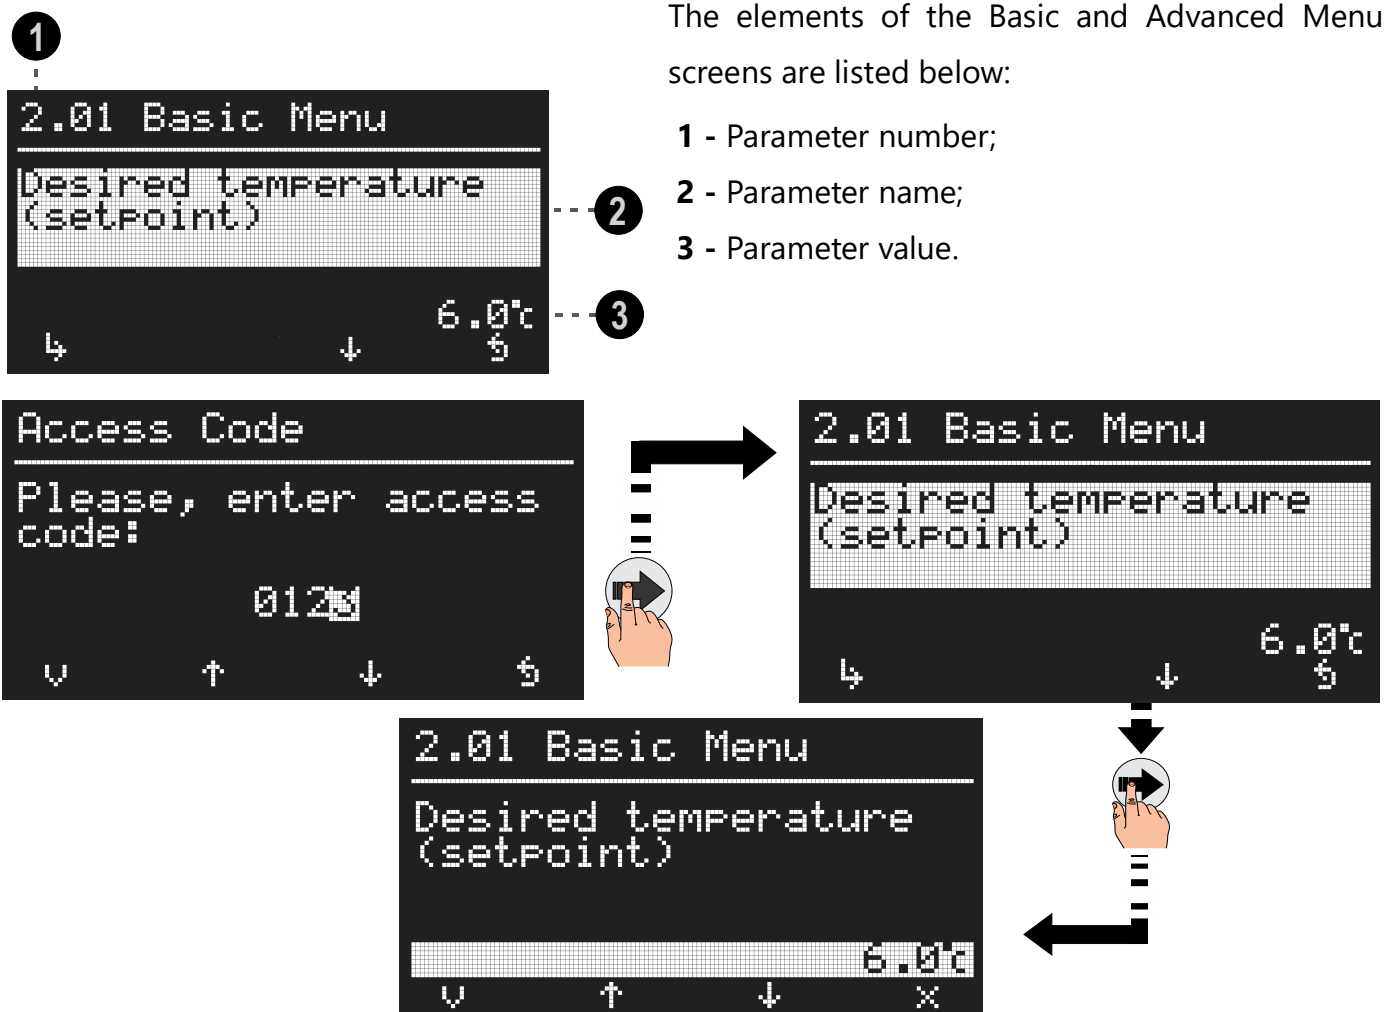 The elements of the Basic and Advanced Menu
screens are listed below:
1 - Parameter number;
2 - Parameter name;
3 - Parameter value.
1
2.01 Basic Menu
Desired temperature
(setpoint)
2
6.0°c
3
Access Code
Please, enter access
code:
012
v ↑ ↓
2.01 Basic Menu
Desired temperature
(setpoint)
6.0°c
2.01 Basic Menu
Desired temperature
(setpoint)
6.0°c
v ↑ ↓ x